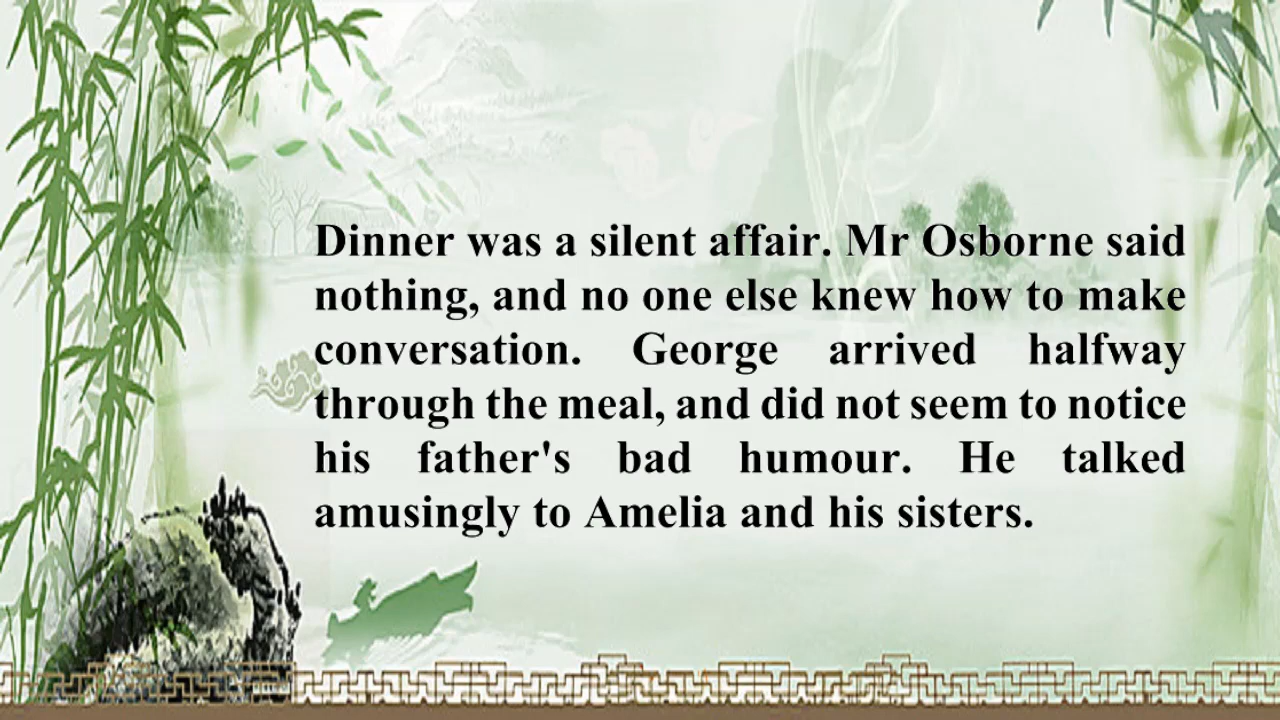 Dinner was a silent affair. Mr Osborne said
nothing, and no one else knew how to make
conversation. George arrived halfway
through the meal, and did not seem to notice
his father's bad humour. He talked
amusingly to Amelia and his sisters.